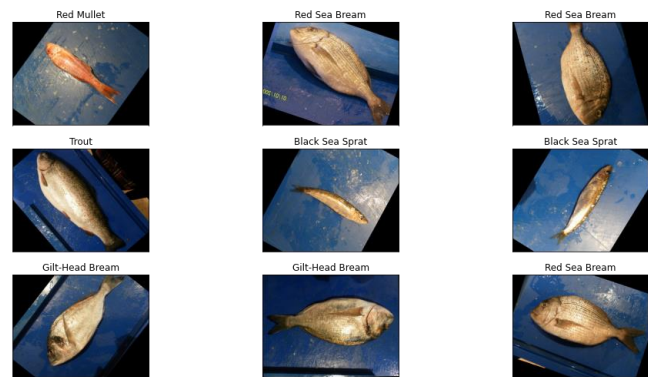 Red Mullet
Red Sea Bream
Red Sea Bream
Trout
Black Sea Sprat
Black Sea Sprat
Gilt-Head Bream
Gilt-Head Bream
Red Sea Bream